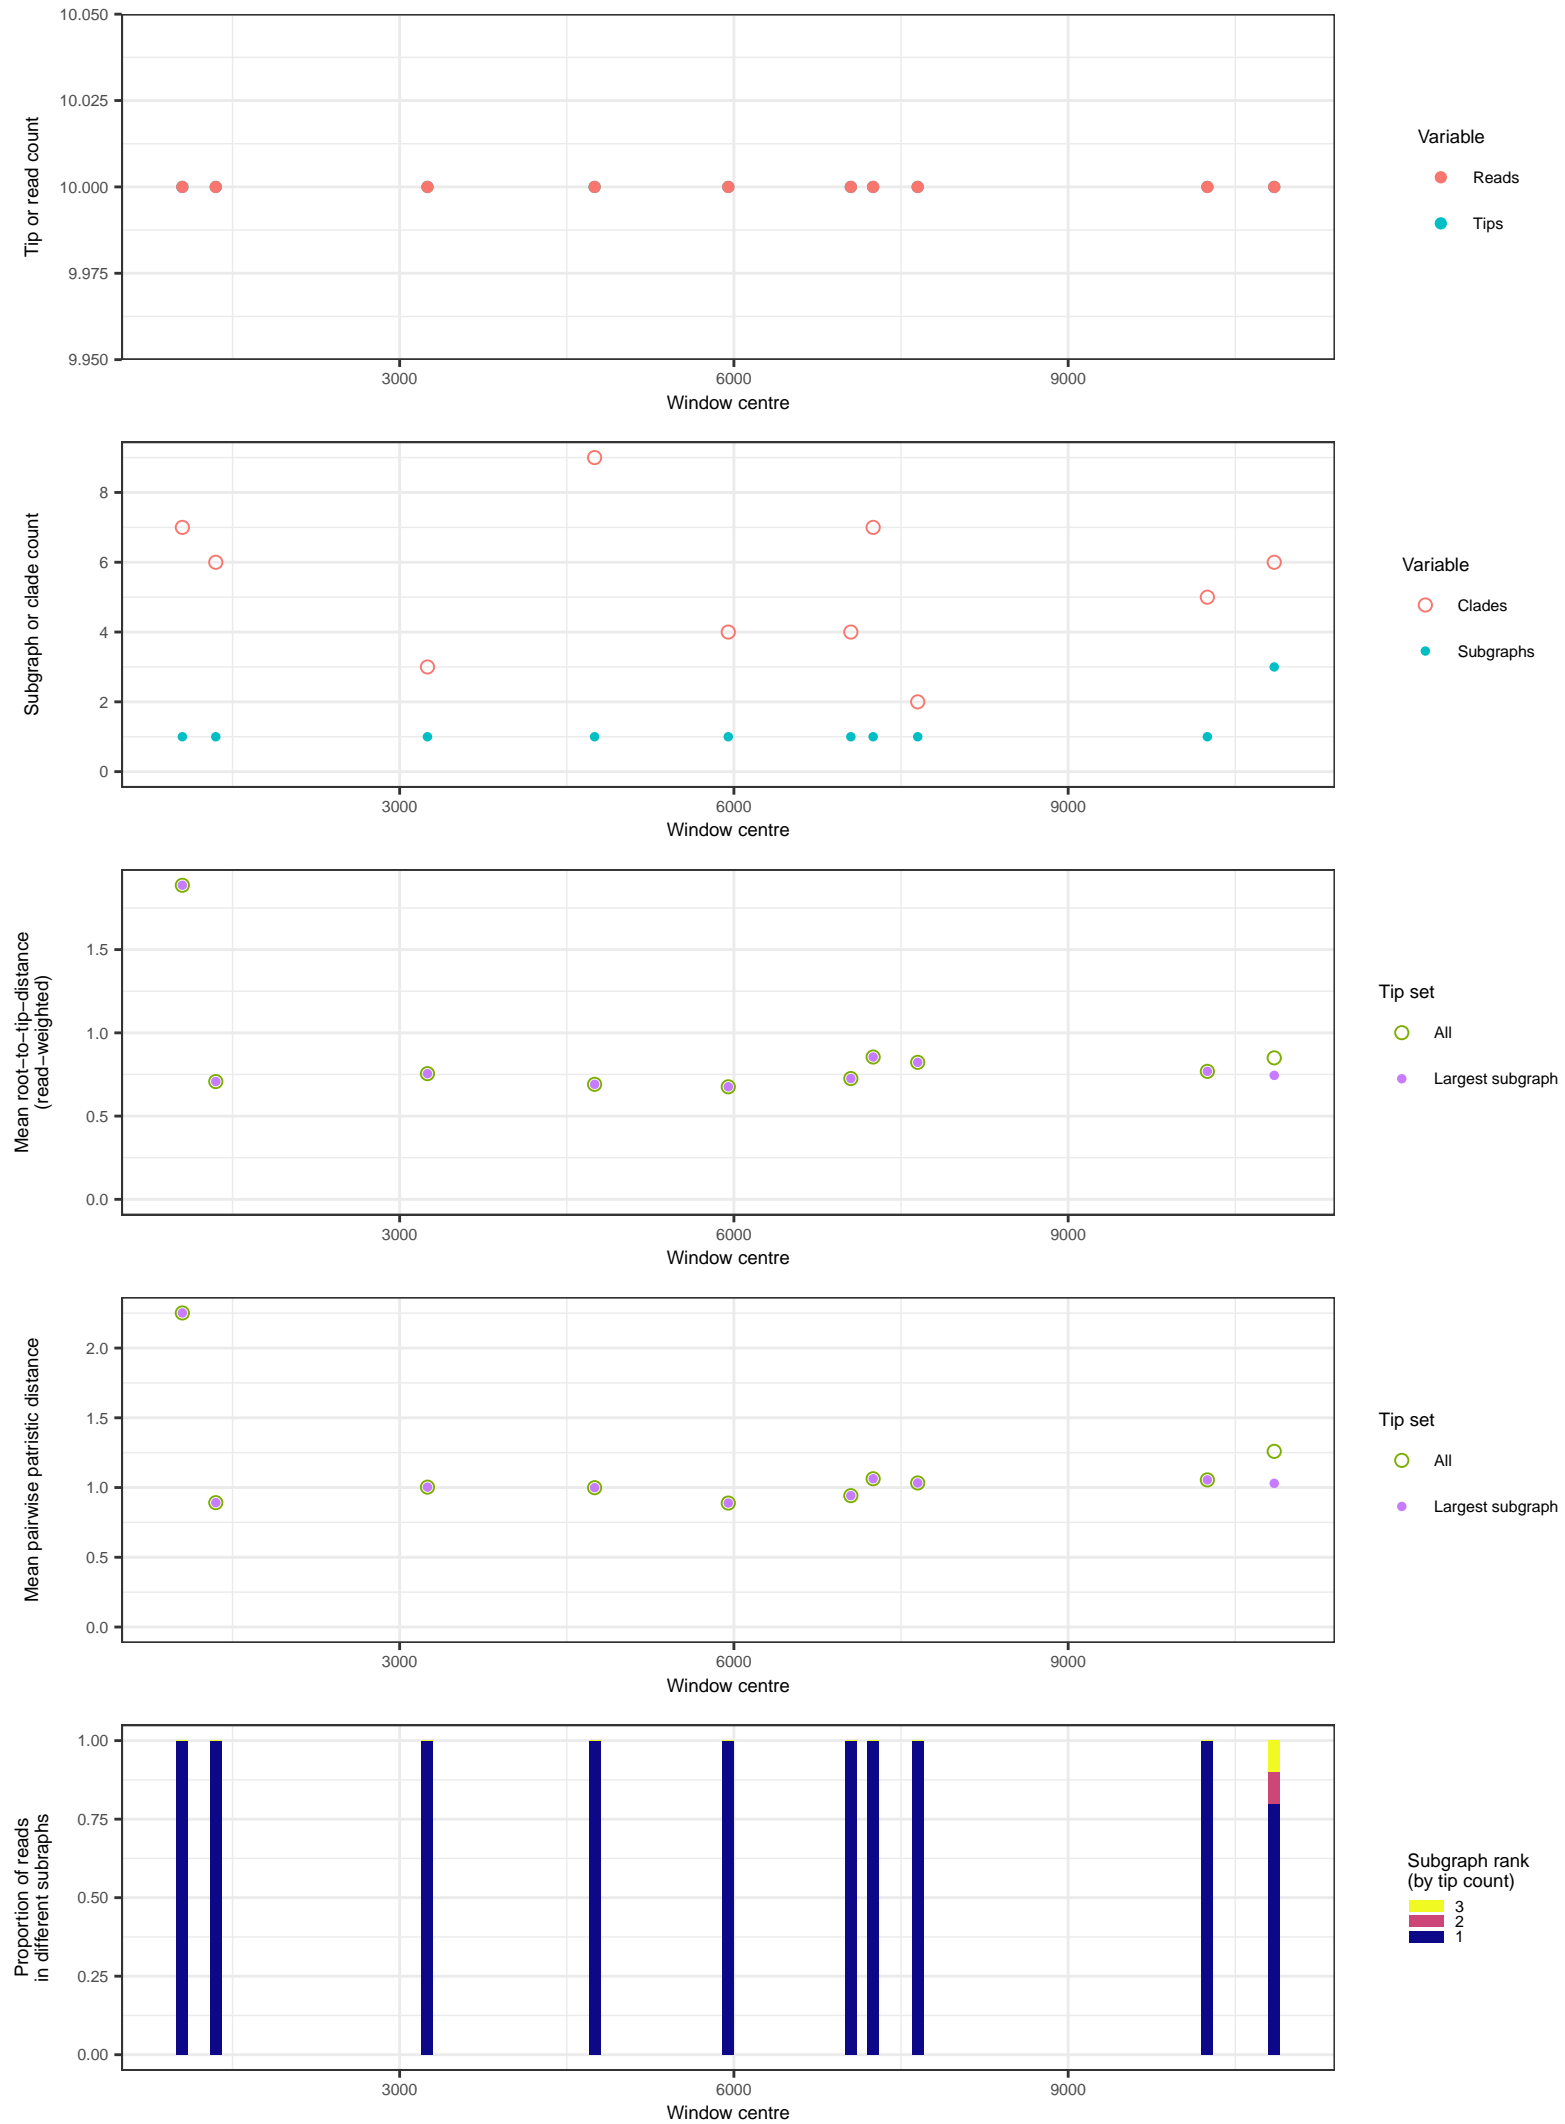 10.050
10.025
10.000
9.975
9.950
Tip or read count
3000 6000 9000
Window centre
Variable
Reads
Tips
8
6
4
2
0
Subgraph or clade count
3000 6000 9000
Window centre
Variable
Clades
Subgraphs
1.5
1.0
0.5
0.0
Mean root−to−tip−distance
(read−weighted)
3000 6000 9000
Window centre
Tip set
All
Largest subgraph
2.0
1.5
1.0
0.5
0.0
Mean pairwise patristic distance
3000 6000 9000
Window centre
Tip set
All
Largest subgraph
1.00
0.75
0.50
0.25
0.00
Proportion of reads
in different subraphs
3000 6000 9000
Window centre
Subgraph rank
(by tip count)
3
2
1